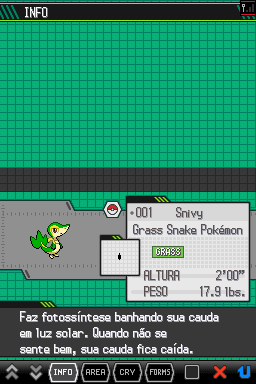 INFO
001 Snivy
Grass Snake Pokémon
GRASS
ALTURA 2'00"
PESO 17.9 lbs.
Faz fotossíntese banhando sua cauda
em luz solar. Quando não se
sente bem, sua cauda fica caída.
INFO AREA CRY FORMS